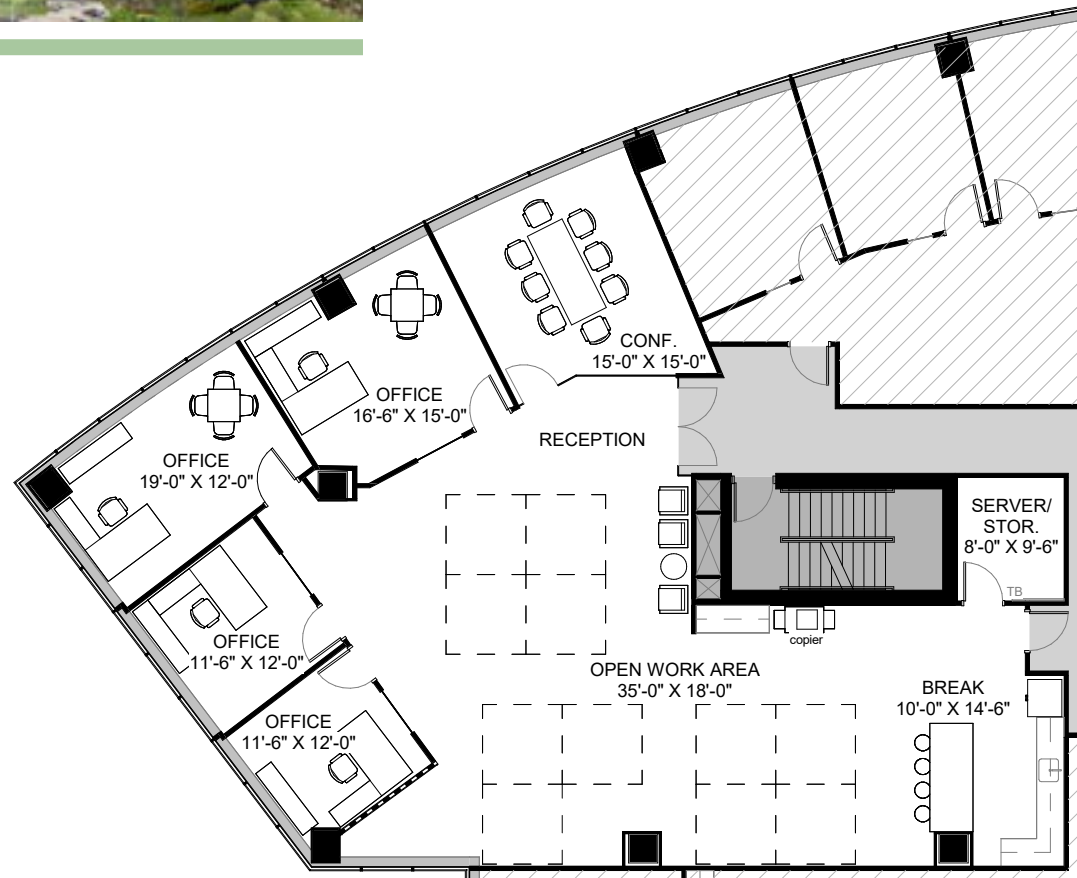 CONF.
15'-0" X 15'-0"
OFFICE
16'-6" X 15'-0"
RECEPTION
OFFICE
19'-0" X 12'-0"
SERVER/
STOR.
8'-0" X 9'-6"
TB
OFFICE
11'-6" X 12'-0"
copier
OPEN WORK AREA
35'-0" X 18'-0"
BREAK
10'-0" X 14'-6"
OFFICE
11'-6" X 12'-0"